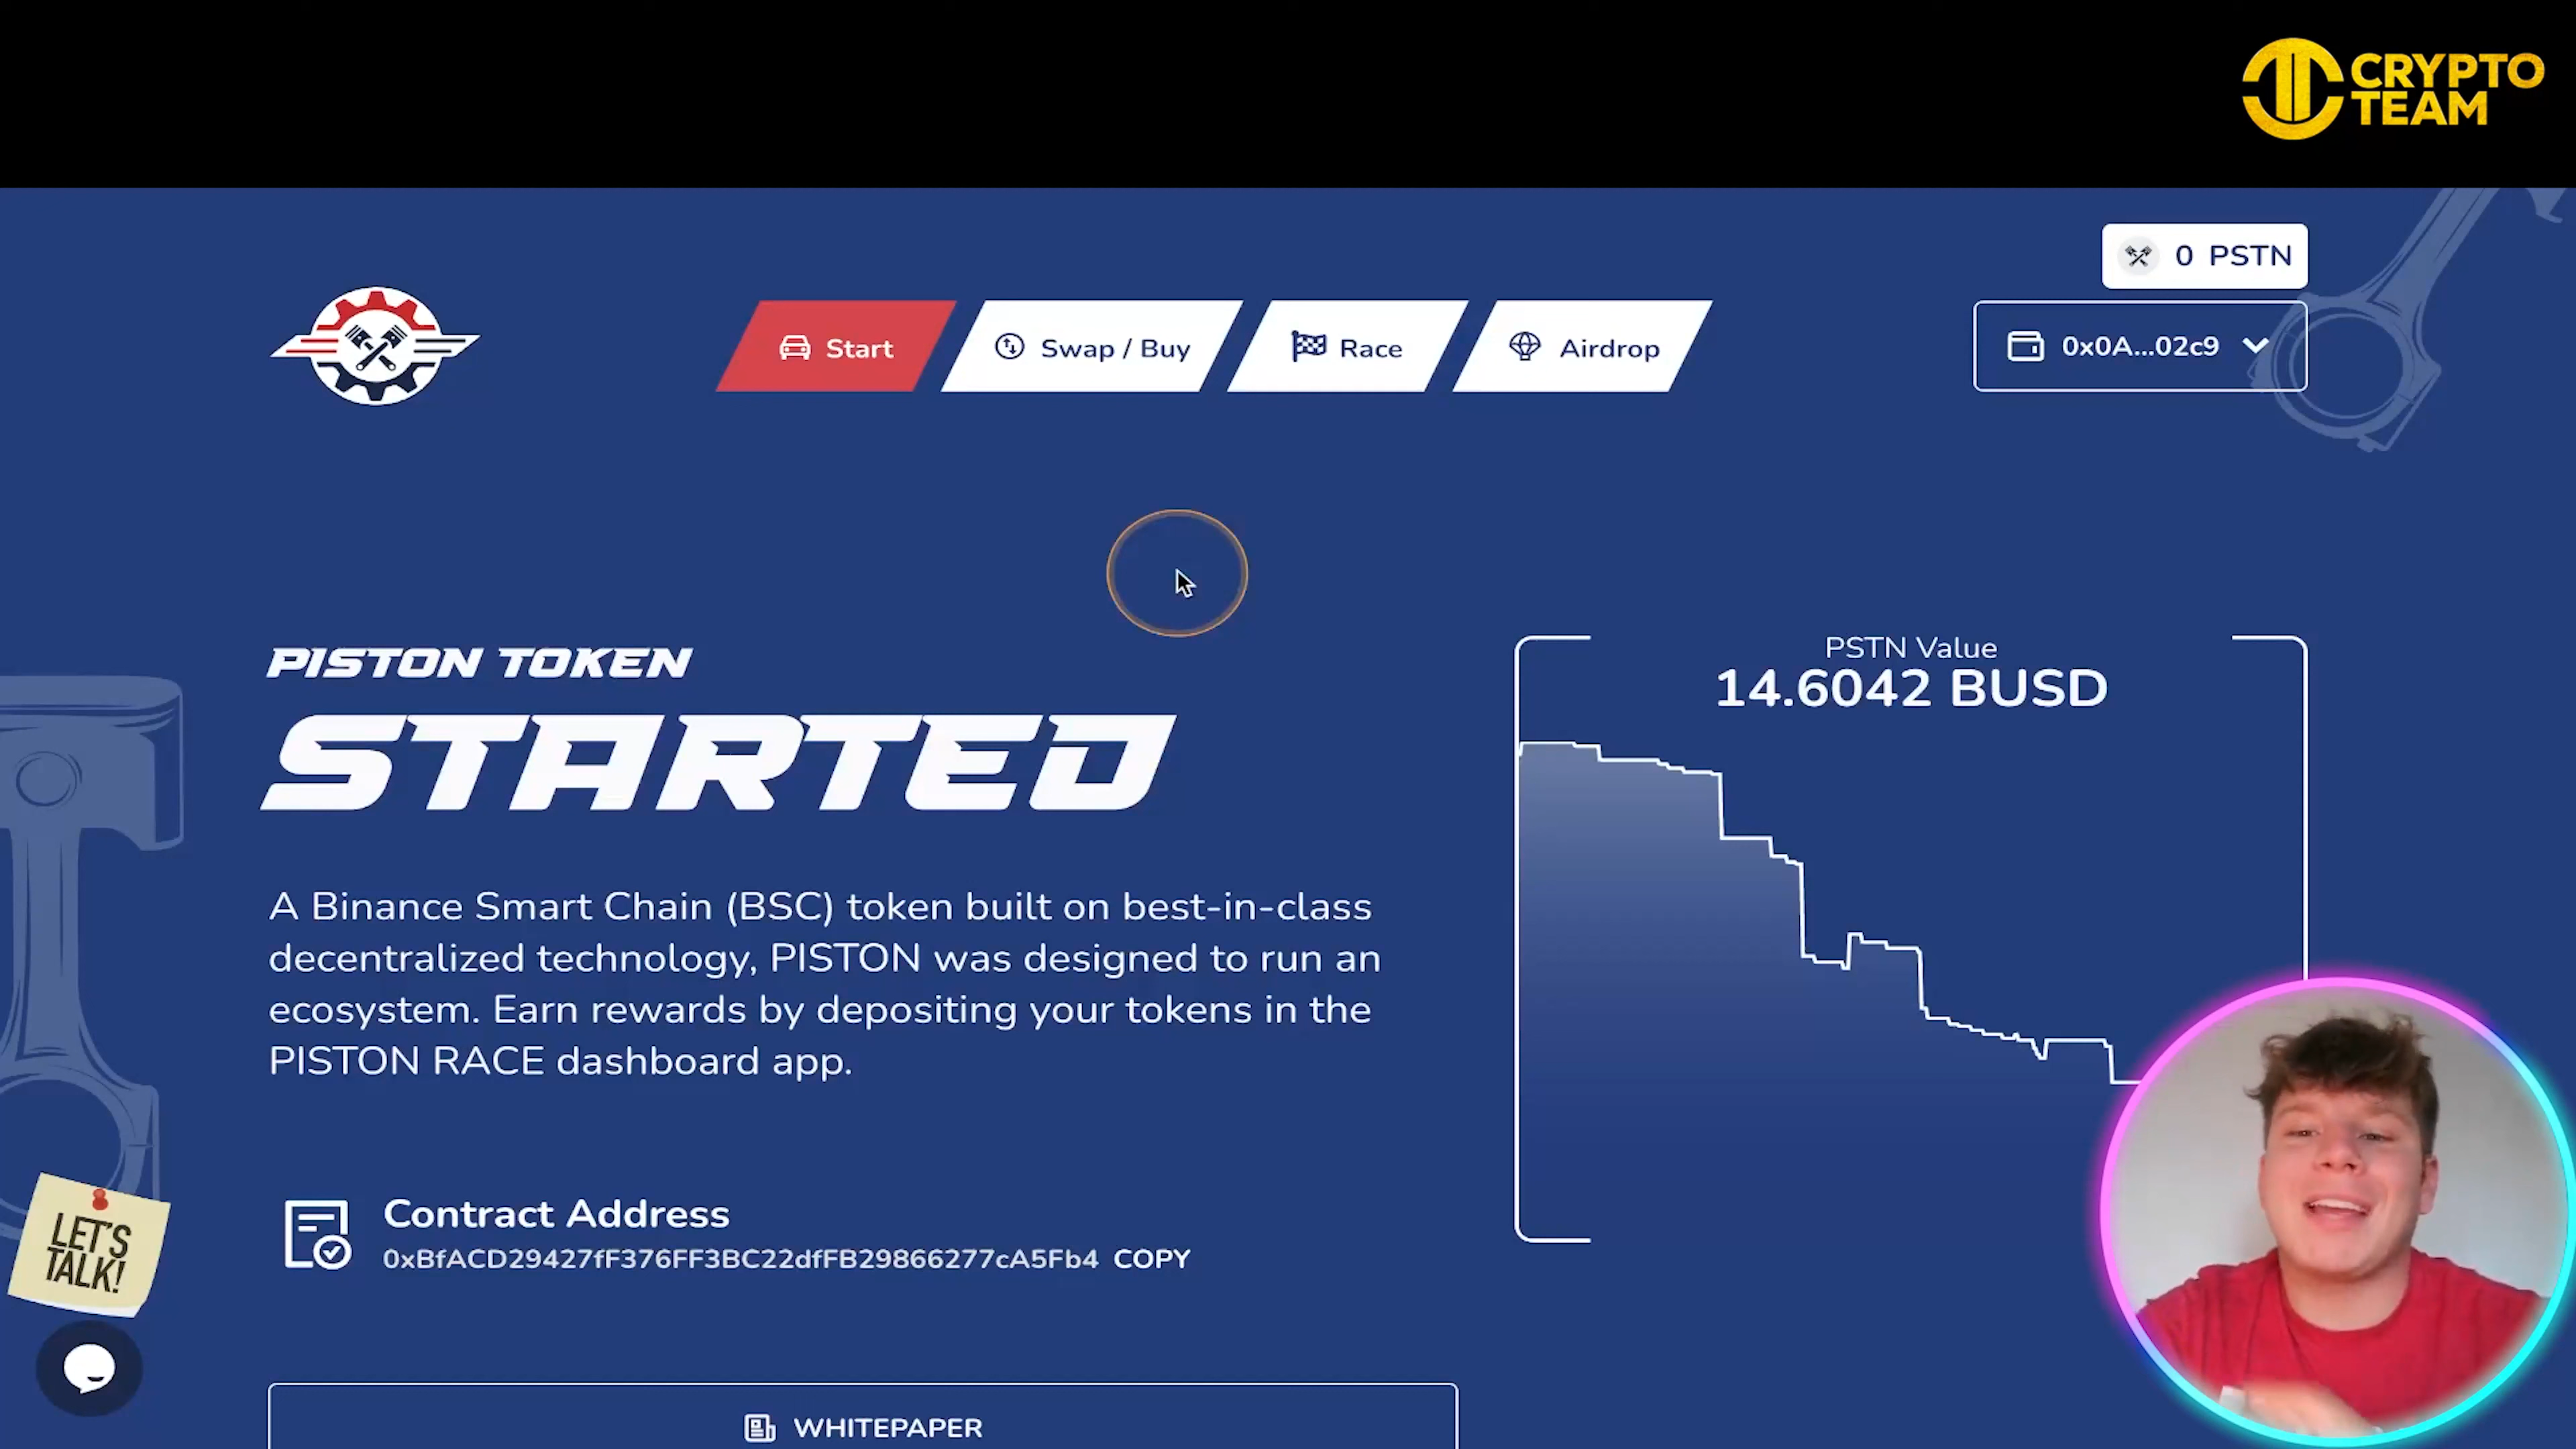 CRYPTO
TEAM
0 PSTN
Start
Swap / Buy
Race
Airdrop
0x0A...02c9
PISTON TOKEN
STARTED
PSTN Value
14.6042 BUSD
A Binance Smart Chain (BSC) token built on best-in-class
decentralized technology, PISTON was designed to run an
ecosystem. Earn rewards by depositing your tokens in the
PISTON RACE dashboard app.
Contract Address
0xBfACD29427fF376FF3BC22dfFB29866277cA5Fb4 COPY
LET'S
TALK!
WHITEPAPER